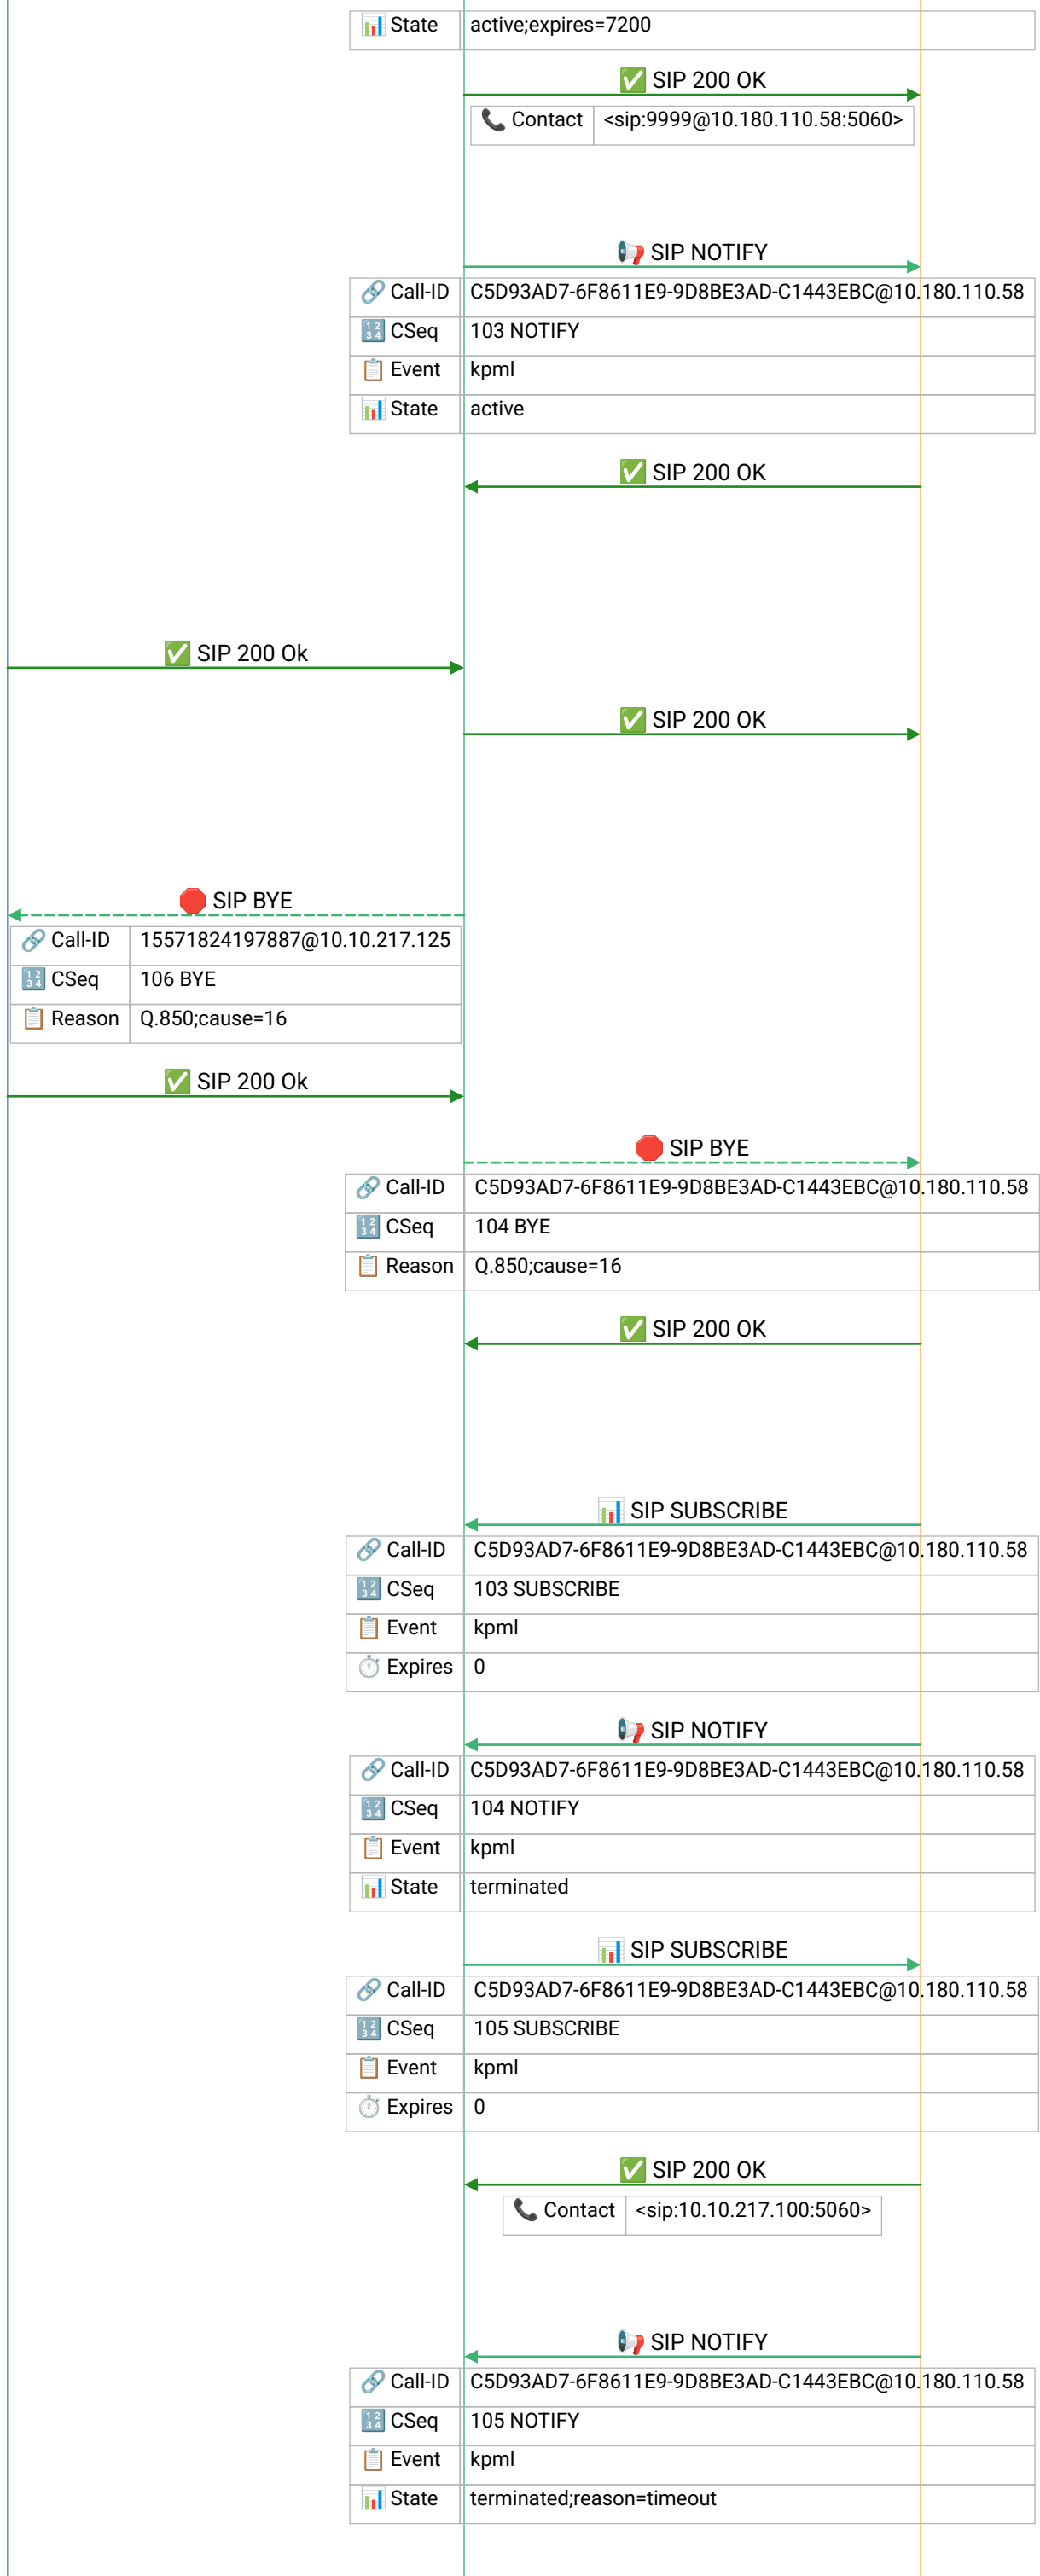 📊 State active;expires=7200
✅ SIP 200 OK
📞 Contact <sip:9999@10.180.110.58:5060>
📢 SIP NOTIFY
🔗 Call-ID C5D93AD7-6F8611E9-9D8BE3AD-C1443EBC@10.180.110.58
🔢 CSeq 103 NOTIFY
📋 Event kpml
📊 State active
✅ SIP 200 OK
✅ SIP 200 Ok
✅ SIP 200 OK
🛑 SIP BYE
🔗 Call-ID 15571824197887@10.10.217.125
🔢 CSeq 106 BYE
📋 Reason Q.850;cause=16
✅ SIP 200 Ok
🛑 SIP BYE
🔗 Call-ID C5D93AD7-6F8611E9-9D8BE3AD-C1443EBC@10.180.110.58
🔢 CSeq 104 BYE
📋 Reason Q.850;cause=16
✅ SIP 200 OK
📊 SIP SUBSCRIBE
🔗 Call-ID C5D93AD7-6F8611E9-9D8BE3AD-C1443EBC@10.180.110.58
🔢 CSeq 103 SUBSCRIBE
📋 Event kpml
⏱️ Expires 0
📢 SIP NOTIFY
🔗 Call-ID C5D93AD7-6F8611E9-9D8BE3AD-C1443EBC@10.180.110.58
🔢 CSeq 104 NOTIFY
📋 Event kpml
📊 State terminated
📊 SIP SUBSCRIBE
🔗 Call-ID C5D93AD7-6F8611E9-9D8BE3AD-C1443EBC@10.180.110.58
🔢 CSeq 105 SUBSCRIBE
📋 Event kpml
⏱️ Expires 0
✅ SIP 200 OK
📞 Contact <sip:10.10.217.100:5060>
📢 SIP NOTIFY
🔗 Call-ID C5D93AD7-6F8611E9-9D8BE3AD-C1443EBC@10.180.110.58
🔢 CSeq 105 NOTIFY
📋 Event kpml
📊 State terminated;reason=timeout